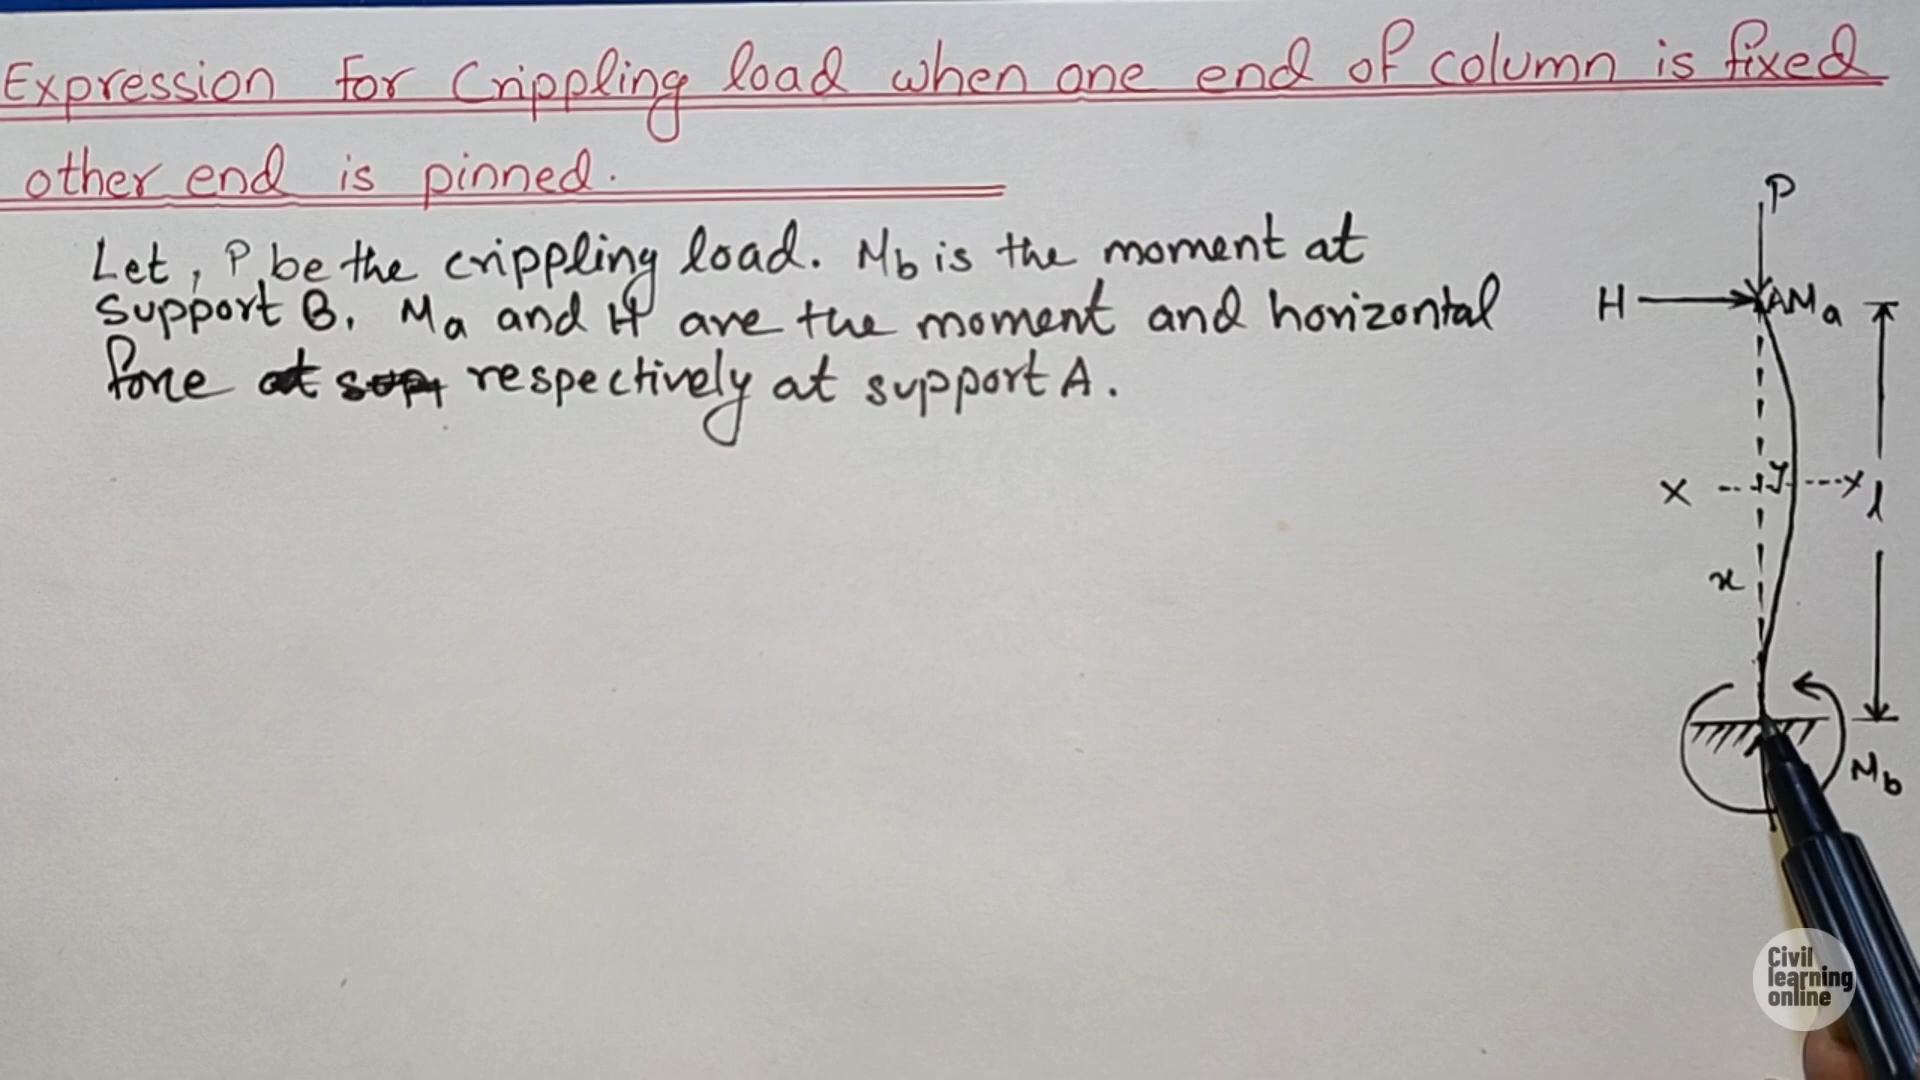 Expression for Crippling load when one end of column is fixed
other end is pinned.
Let, P be the crippling load. Mb is the moment at
support B. Ma and H are the moment and horizontal
force at respectively at support A.
P
H
A Ma
X
y
X
l
x
Mb
Civil
learning
online